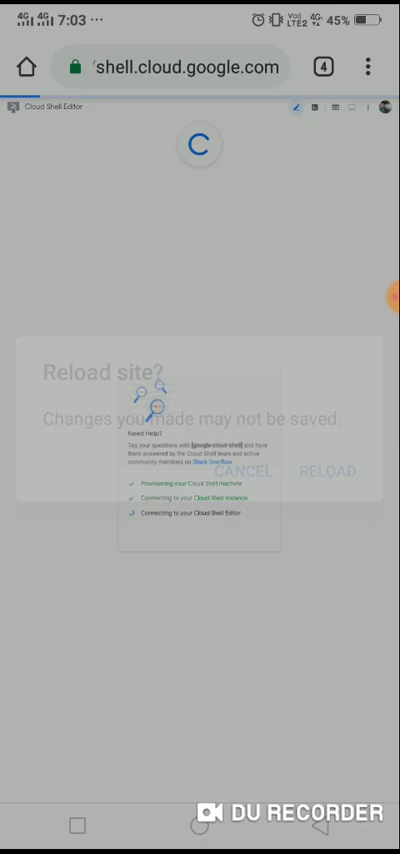 4G 4G 7:03 ... Vo) LTE2 4G 45%
shell.cloud.google.com 4
Cloud Shell Editor
Reload site?
Changes you made may not be saved.
Need Help?
Tag your questions with [google-cloud-shell] and have
them answered by the Cloud Shell team and active
community members on Stack Overflow.
CANCEL RELOAD
Provisioning your Cloud Shell machine
Connecting to your Cloud Shell instance
Connecting to your Cloud Shell Editor
DU RECORDER